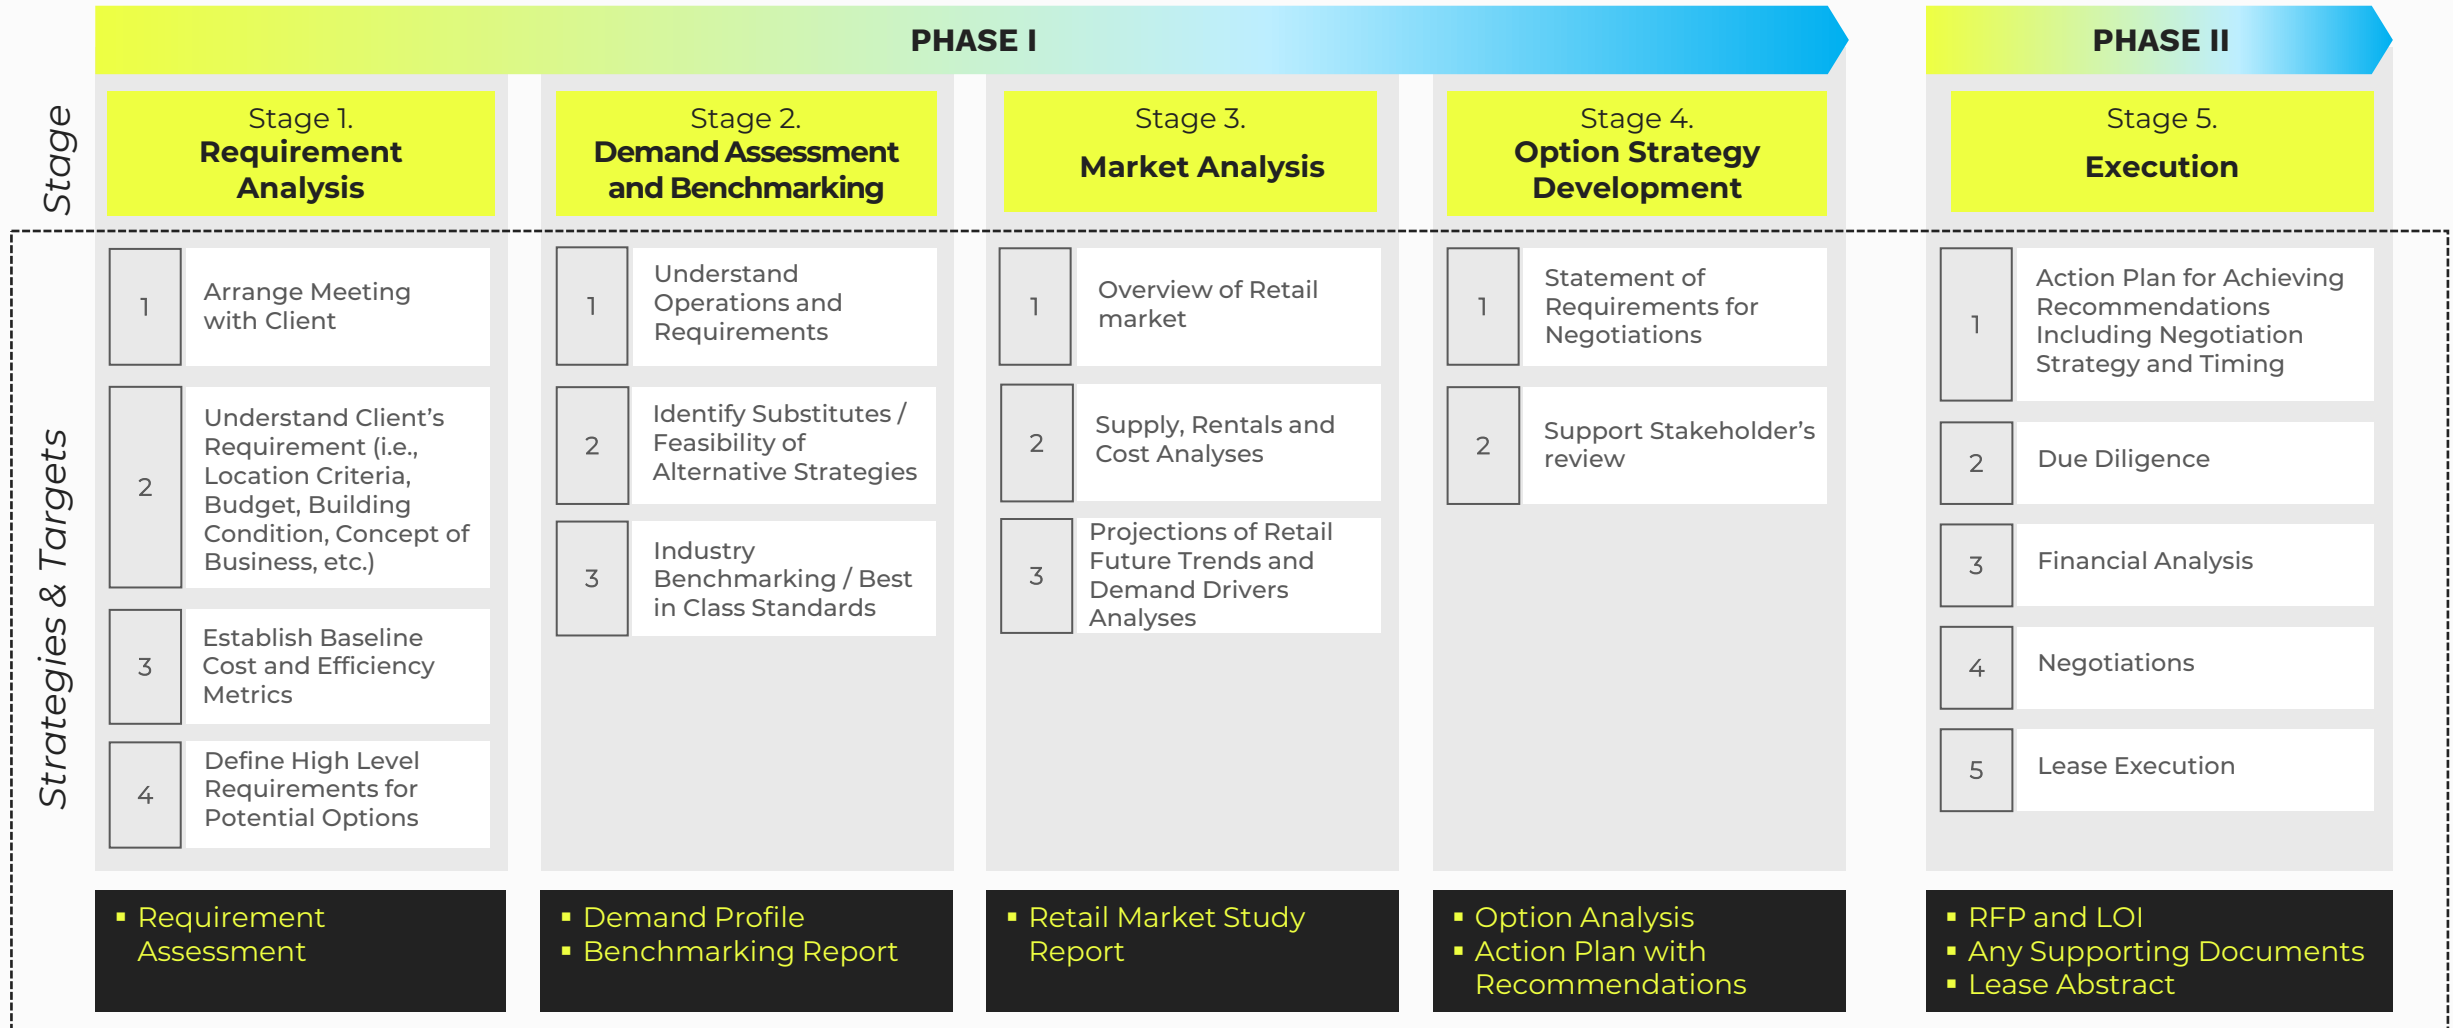 PHASE I
PHASE II
Stage
Stage 1.
Requirement
Analysis
Stage 2.
Demand Assessment
and Benchmarking
Stage 3.
Market Analysis
Stage 4.
Option Strategy
Development
Stage 5.
Execution
Strategies & Targets
1
Arrange Meeting
with Client
2
Understand Client’s
Requirement (i.e.,
Location Criteria,
Budget, Building
Condition, Concept of
Business, etc.)
3
Establish Baseline
Cost and Efficiency
Metrics
4
Define High Level
Requirements for
Potential Options
1
Understand
Operations and
Requirements
2
Identify Substitutes /
Feasibility of
Alternative Strategies
3
Industry
Benchmarking / Best
in Class Standards
1
Overview of Retail
market
2
Supply, Rentals and
Cost Analyses
3
Projections of Retail
Future Trends and
Demand Drivers
Analyses
1
Statement of
Requirements for
Negotiations
2
Support Stakeholder’s
review
1
Action Plan for Achieving
Recommendations
Including Negotiation
Strategy and Timing
2
Due Diligence
3
Financial Analysis
4
Negotiations
5
Lease Execution
▪ Requirement
Assessment
▪ Demand Profile
▪ Benchmarking Report
▪ Retail Market Study
Report
▪ Option Analysis
▪ Action Plan with
Recommendations
▪ RFP and LOI
▪ Any Supporting Documents
▪ Lease Abstract